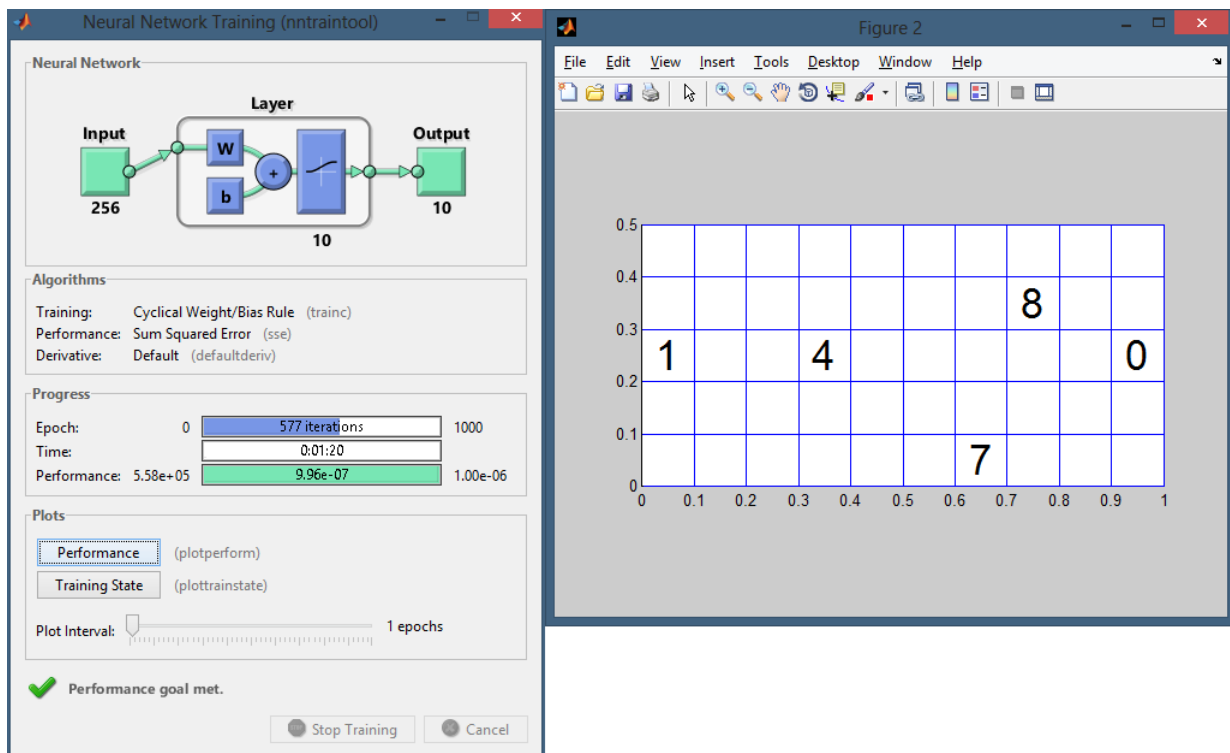 Neural Network Training (nntraintool)
Neural Network
Layer
Input
Output
W
b
+
256
10
10
Algorithms
Training: Cyclical Weight/Bias Rule (trainc)
Performance: Sum Squared Error (sse)
Derivative: Default (defaultderiv)
Progress
Epoch: 0 577 iterations 1000
Time: 0:01:20
Performance: 5.58e+05 9.96e-07 1.00e-06
Plots
Performance (plotperform)
Training State (plottrainstate)
Plot Interval: 1 epochs
Performance goal met.
Stop Training Cancel
Figure 2
File Edit View Insert Tools Desktop Window Help
0.5
0.4
8
0.3
1 4 0
0.2
0.1
7
0
0 0.1 0.2 0.3 0.4 0.5 0.6 0.7 0.8 0.9 1